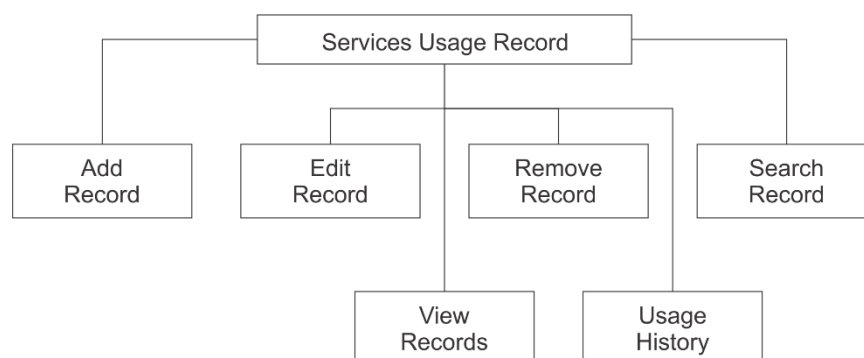 Services Usage Record
Add
Record
Edit
Record
Remove
Record
Search
Record
View
Records
Usage
History